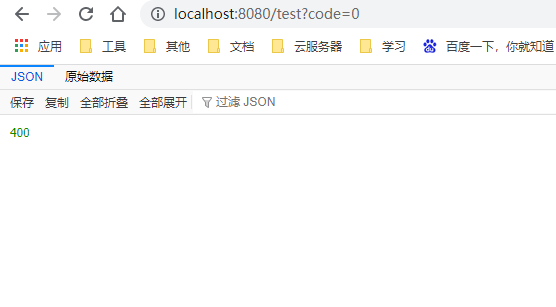 localhost:8080/test?code=0
应用 工具 其他 文档 云服务器 学习 百度一下，你就知道
JSON 原始数据
保存 复制 全部折叠 全部展开 过滤 JSON
400